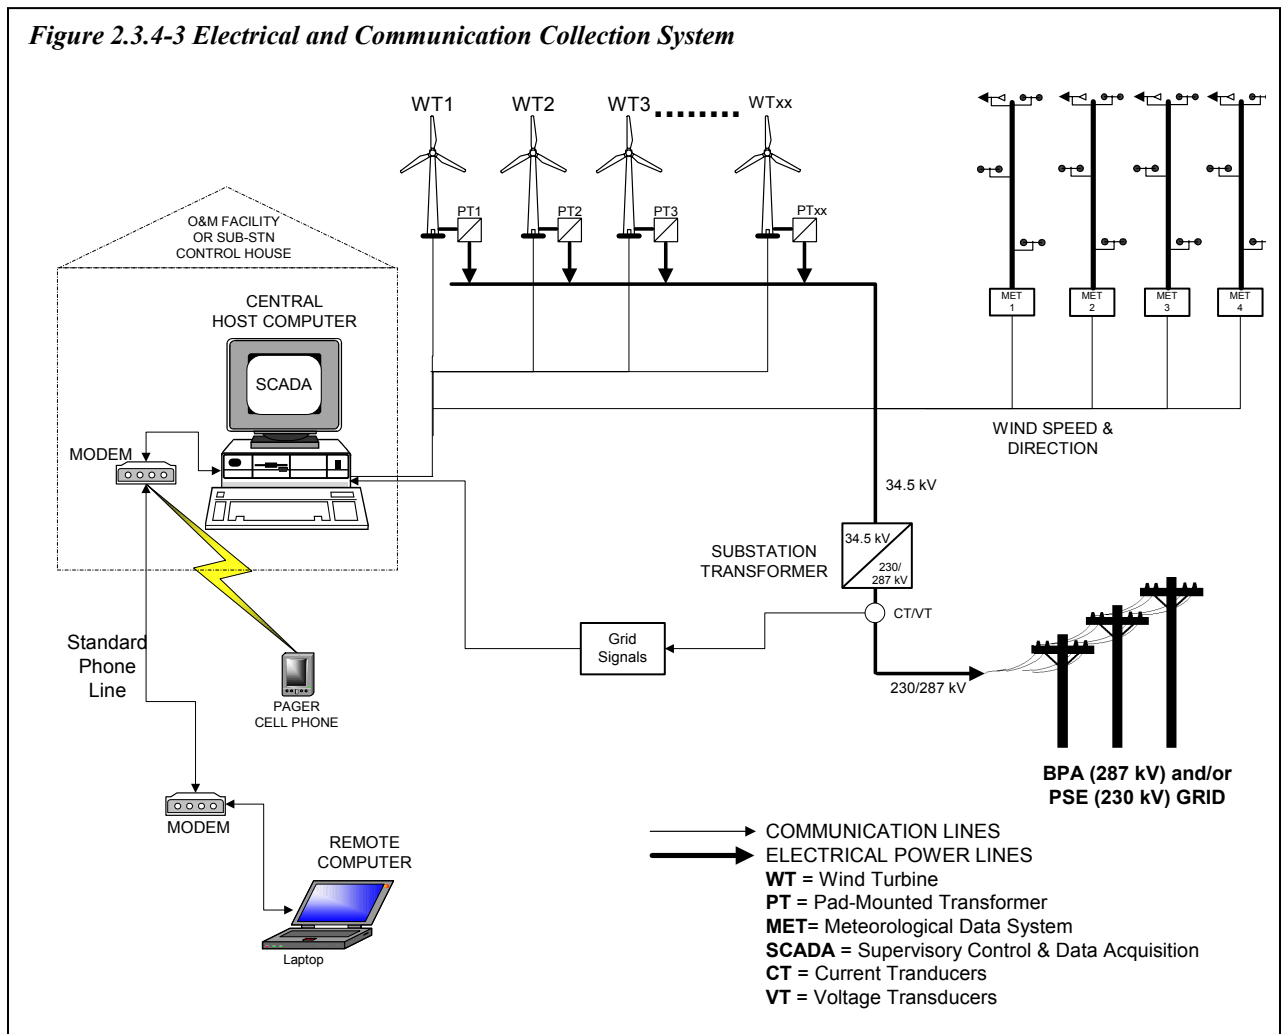 Figure 2.3.4-3 Electrical and Communication Collection System
WT1
WT2
WT3
WTxx
PT1
PT2
PT3
PTxx
MET
1
MET
2
MET
3
MET
4
O&M FACILITY
OR SUB-STN
CONTROL HOUSE
CENTRAL
HOST COMPUTER
SCADA
MODEM
WIND SPEED &
DIRECTION
34.5 kV
SUBSTATION
TRANSFORMER
34.5 kV
230/
287 kV
CT/VT
Grid
Signals
230/287 kV
Standard
Phone
Line
PAGER
CELL PHONE
BPA (287 kV) and/or
PSE (230 kV) GRID
MODEM
REMOTE
COMPUTER
Laptop
COMMUNICATION LINES
ELECTRICAL POWER LINES
WT = Wind Turbine
PT = Pad-Mounted Transformer
MET= Meteorological Data System
SCADA = Supervisory Control & Data Acquisition
CT = Current Tranducers
VT = Voltage Transducers